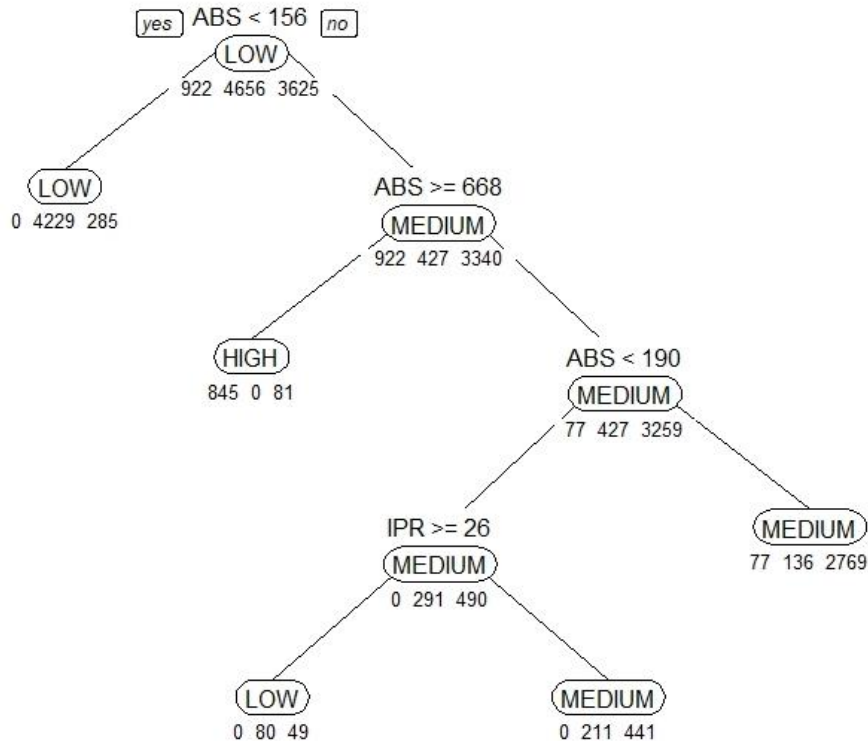 yes ABS < 156 no
LOW
922 4656 3625
LOW
0 4229 285
ABS >= 668
MEDIUM
922 427 3340
HIGH
845 0 81
ABS < 190
MEDIUM
77 427 3259
IPR >= 26
MEDIUM
0 291 490
MEDIUM
77 136 2769
LOW
0 80 49
MEDIUM
0 211 441